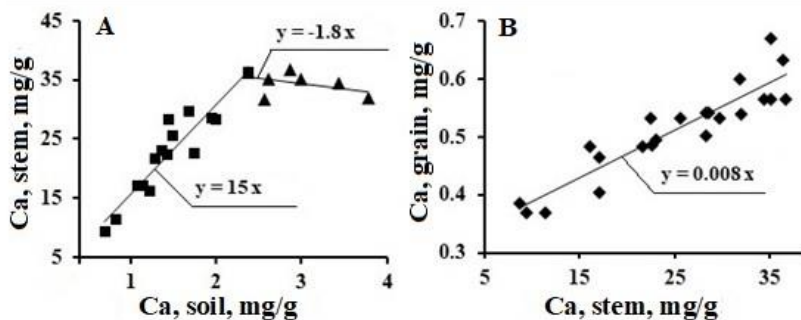 A
Ca, stem, mg/g
45
35
25
15
5
y = -1.8 x
y = 15 x
1
2
3
4
Ca, soil, mg/g
B
Ca, grain, mg/g
0.7
0.6
0.5
0.4
0.3
y = 0.008x
5
15
25
35
Ca, stem, mg/g